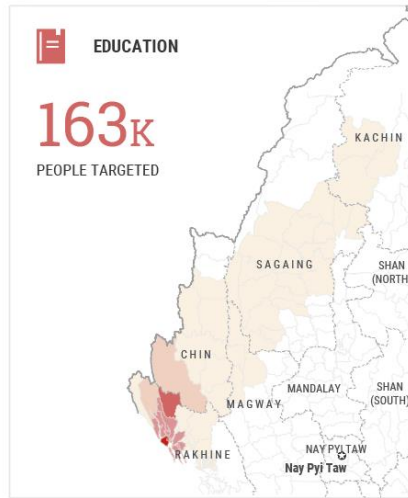 EDUCATION
163K
PEOPLE TARGETED
KACHIN
SAGAING
SHAN
(NORTH
CHIN
MANDALAY
SHAN
(SOUTH)
MAGWAY
RAKHINE
NAY PYI TAW
Nay Pyi Taw